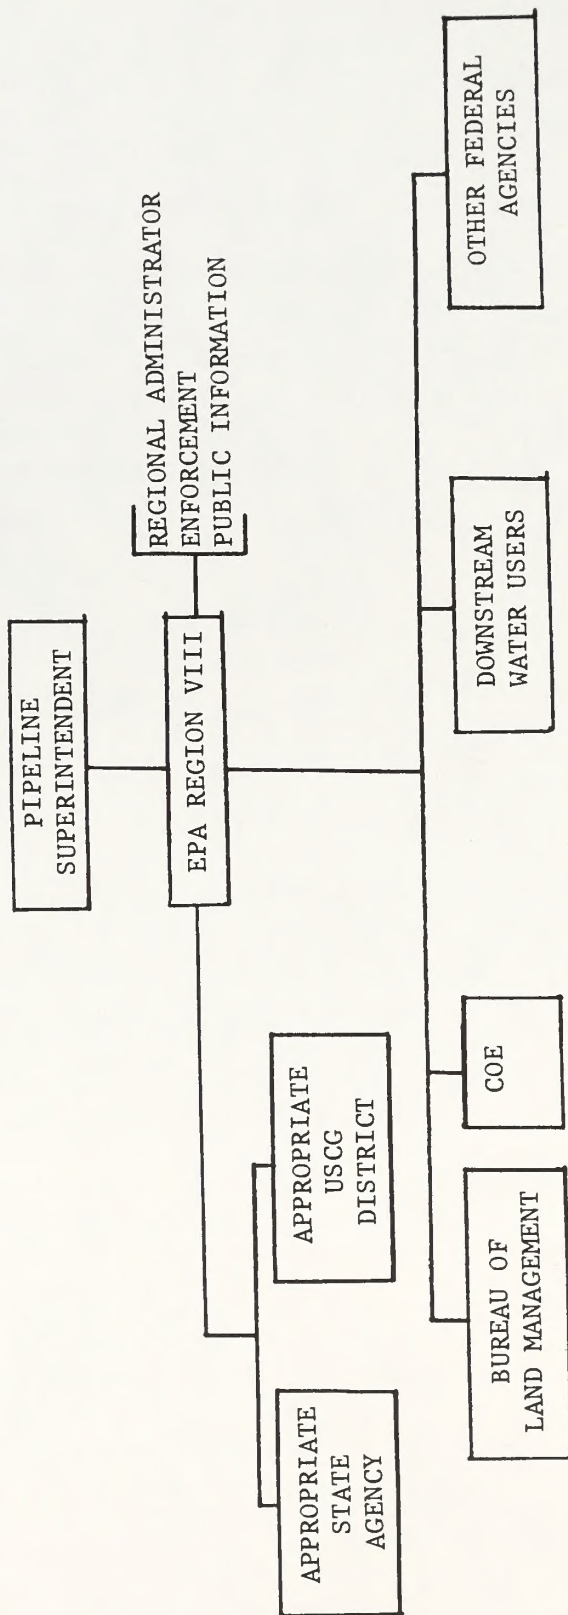 PIPELINE
SUPERINTENDENT
EPA REGION VIII
REGIONAL ADMINISTRATOR
ENFORCEMENT
PUBLIC INFORMATION
APPROPRIATE
STATE
AGENCY
APPROPRIATE
USCG
DISTRICT
BUREAU OF
LAND MANAGEMENT
COE
DOWNSTREAM
WATER USERS
OTHER FEDERAL
AGENCIES